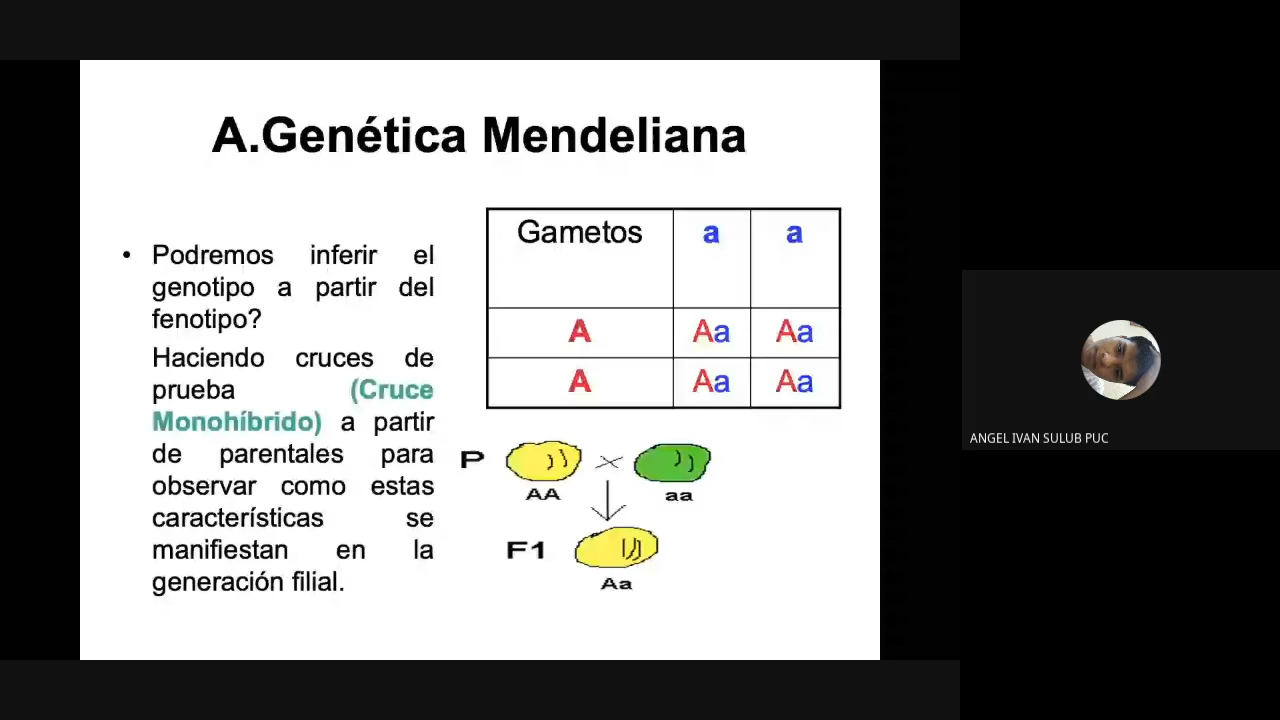 A.Genética Mendeliana
• Podremos inferir el
genotipo a partir del
fenotipo?
Haciendo cruces de
prueba (Cruce
Monohíbrido) a partir
de parentales para
observar como estas
características se
manifiestan en la
generación filial.
Gametos a a
A Aa Aa
A Aa Aa
P
AA aa
F1
Aa
ANGEL IVAN SULUB PUC